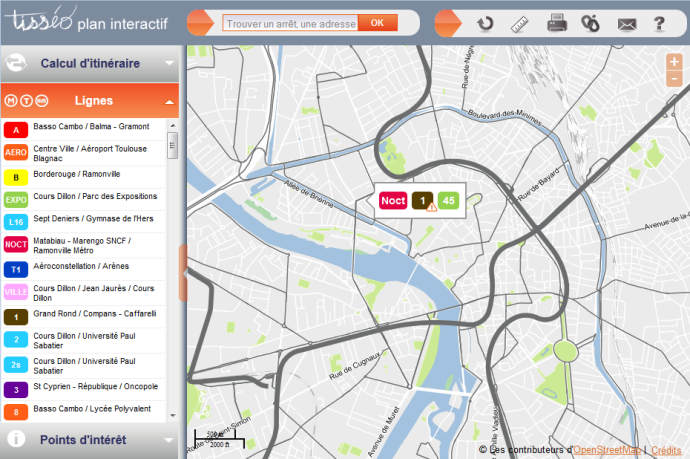 tisséo plan interactif
Trouver un arrêt, une adresse
OK
?
Calcul d'itinéraire
M T BUS
Lignes
A Basso Cambo / Balma - Gramont
AERO Centre Ville / Aéroport Toulouse
Blagnac
B Borderouge / Ramonville
EXPO Cours Dillon / Parc des Expositions
L16 Sept Deniers / Gymnase de l'Hers
NOCT Matabiau - Marengo SNCF /
Ramonville Métro
T1 Aéroconstellation / Arènes
VILLE Cours Dillon / Jean Jaurès / Cours
Dillon
1 Grand Rond / Compans - Caffarelli
2 Cours Dillon / Université Paul
Sabatier
2s Cours Dillon / Université Paul
Sabatier
3 St Cyprien - République / Oncopole
8 Basso Cambo / Lycée Polyvalent
i Points d'intérêt
+
-
Rue de Négre
Boulevard des Minimes
Allée de Brienne
Rue de Bayard
Noct 1 45
Avenue de la
Rue de Cugnaux
Avenue de Muret
Saint-Simon
500 m
2000 ft
© Les contributeurs d'OpenStreetMap | Crédits